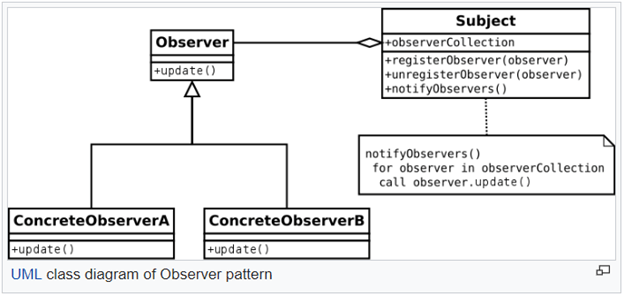 Subject
+observerCollection
+registerObserver(observer)
+unregisterObserver(observer)
+notifyObservers()
Observer
+update()
notifyObservers()
for observer in observerCollection
call observer.update()
ConcreteObserverA
+update()
ConcreteObserverB
+update()
UML class diagram of Observer pattern